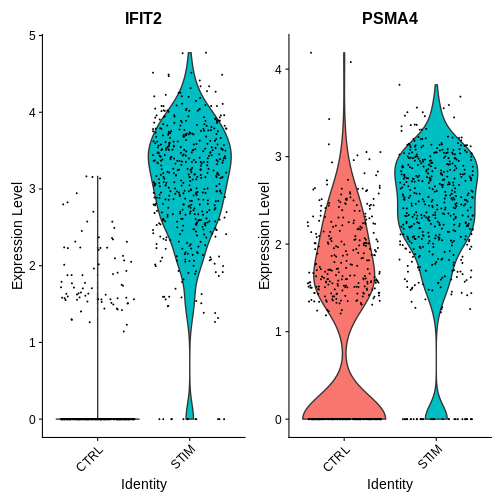 IFIT2
Expression Level
5
4
3
2
1
0
CTRL
STIM
Identity
PSMA4
Expression Level
4
3
2
1
0
CTRL
STIM
Identity